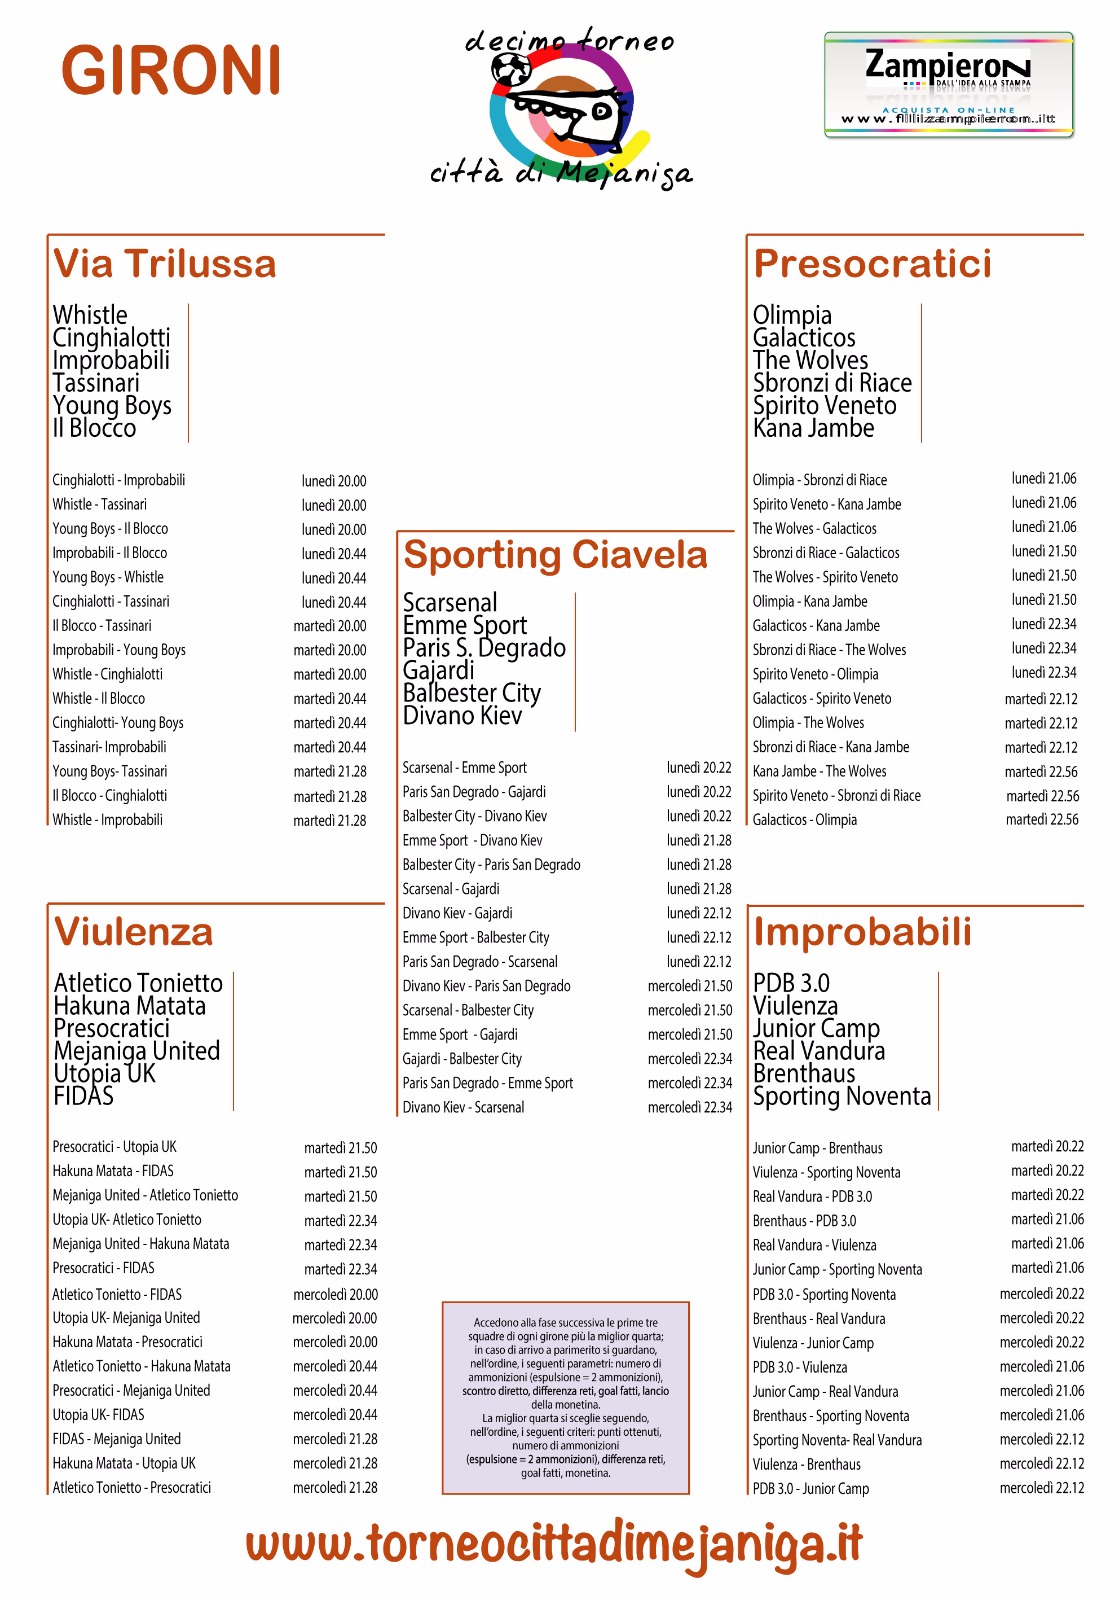 GIRONI
decimo torneo
città di Mejaniga
Zampieron
DALL'IDEA ALLA STAMPA
ACQUISTA ON-LINE
www.fllizampieron.it
Via Trilussa
Whistle
Cinghialotti
Improbabili
Tassinari
Young Boys
Il Blocco
Cinghialotti - Improbabili lunedì 20.00
Whistle - Tassinari lunedì 20.00
Young Boys - Il Blocco lunedì 20.00
Improbabili - Il Blocco lunedì 20.44
Young Boys - Whistle lunedì 20.44
Cinghialotti - Tassinari lunedì 20.44
Il Blocco - Tassinari martedì 20.00
Improbabili - Young Boys martedì 20.00
Whistle - Cinghialotti martedì 20.00
Whistle - Il Blocco martedì 20.44
Cinghialotti- Young Boys martedì 20.44
Tassinari- Improbabili martedì 20.44
Young Boys- Tassinari martedì 21.28
Il Blocco - Cinghialotti martedì 21.28
Whistle - Improbabili martedì 21.28
Presocratici
Olimpia
Galacticos
The Wolves
Sbronzi di Riace
Spirito Veneto
Kana Jambe
Olimpia - Sbronzi di Riace lunedì 21.06
Spirito Veneto - Kana Jambe lunedì 21.06
The Wolves - Galacticos lunedì 21.06
Sbronzi di Riace - Galacticos lunedì 21.50
The Wolves - Spirito Veneto lunedì 21.50
Olimpia - Kana Jambe lunedì 21.50
Galacticos - Kana Jambe lunedì 22.34
Sbronzi di Riace - The Wolves lunedì 22.34
Spirito Veneto - Olimpia lunedì 22.34
Galacticos - Spirito Veneto martedì 22.12
Olimpia - The Wolves martedì 22.12
Sbronzi di Riace - Kana Jambe martedì 22.12
Kana Jambe - The Wolves martedì 22.56
Spirito Veneto - Sbronzi di Riace martedì 22.56
Galacticos - Olimpia martedì 22.56
Sporting Ciavela
Scarsenal
Emme Sport
Paris S. Degrado
Gajardi
Balbester City
Divano Kiev
Scarsenal - Emme Sport lunedì 20.22
Paris San Degrado - Gajardi lunedì 20.22
Balbester City - Divano Kiev lunedì 20.22
Emme Sport - Divano Kiev lunedì 21.28
Balbester City - Paris San Degrado lunedì 21.28
Scarsenal - Gajardi lunedì 21.28
Divano Kiev - Gajardi lunedì 22.12
Emme Sport - Balbester City lunedì 22.12
Paris San Degrado - Scarsenal lunedì 22.12
Divano Kiev - Paris San Degrado mercoledì 21.50
Scarsenal - Balbester City mercoledì 21.50
Emme Sport - Gajardi mercoledì 21.50
Gajardi - Balbester City mercoledì 22.34
Paris San Degrado - Emme Sport mercoledì 22.34
Divano Kiev - Scarsenal mercoledì 22.34
Viulenza
Atletico Tonietto
Hakuna Matata
Presocratici
Mejaniga United
Utopia UK
FIDAS
Presocratici - Utopia UK martedì 21.50
Hakuna Matata - FIDAS martedì 21.50
Mejaniga United - Atletico Tonietto martedì 21.50
Utopia UK- Atletico Tonietto martedì 22.34
Mejaniga United - Hakuna Matata martedì 22.34
Presocratici - FIDAS martedì 22.34
Atletico Tonietto - FIDAS mercoledì 20.00
Utopia UK- Mejaniga United mercoledì 20.00
Hakuna Matata - Presocratici mercoledì 20.00
Atletico Tonietto - Hakuna Matata mercoledì 20.44
Presocratici - Mejaniga United mercoledì 20.44
Utopia UK- FIDAS mercoledì 20.44
FIDAS - Mejaniga United mercoledì 21.28
Hakuna Matata - Utopia UK mercoledì 21.28
Atletico Tonietto - Presocratici mercoledì 21.28
Improbabili
PDB 3.0
Viulenza
Junior Camp
Real Vandura
Brenthaus
Sporting Noventa
Junior Camp - Brenthaus martedì 20.22
Viulenza - Sporting Noventa martedì 20.22
Real Vandura - PDB 3.0 martedì 20.22
Brenthaus - PDB 3.0 martedì 21.06
Real Vandura - Viulenza martedì 21.06
Junior Camp - Sporting Noventa martedì 21.06
PDB 3.0 - Sporting Noventa mercoledì 20.22
Brenthaus - Real Vandura mercoledì 20.22
Viulenza - Junior Camp mercoledì 20.22
PDB 3.0 - Viulenza mercoledì 21.06
Junior Camp - Real Vandura mercoledì 21.06
Brenthaus - Sporting Noventa mercoledì 21.06
Sporting Noventa- Real Vandura mercoledì 22.12
Viulenza - Brenthaus mercoledì 22.12
PDB 3.0 - Junior Camp mercoledì 22.12
Accedono alla fase successiva le prime tre
squadre di ogni girone più la miglior quarta;
in caso di arrivo a parimerito si guardano,
nell'ordine, i seguenti parametri: numero di
ammonizioni (espulsione = 2 ammonizioni),
scontro diretto, differenza reti, goal fatti, lancio
della monetina.
La miglior quarta si sceglie seguendo,
nell'ordine, i seguenti criteri: punti ottenuti,
numero di ammonizioni
(espulsione = 2 ammonizioni), differenza reti,
goal fatti, monetina.
www.torneocittadimejaniga.it